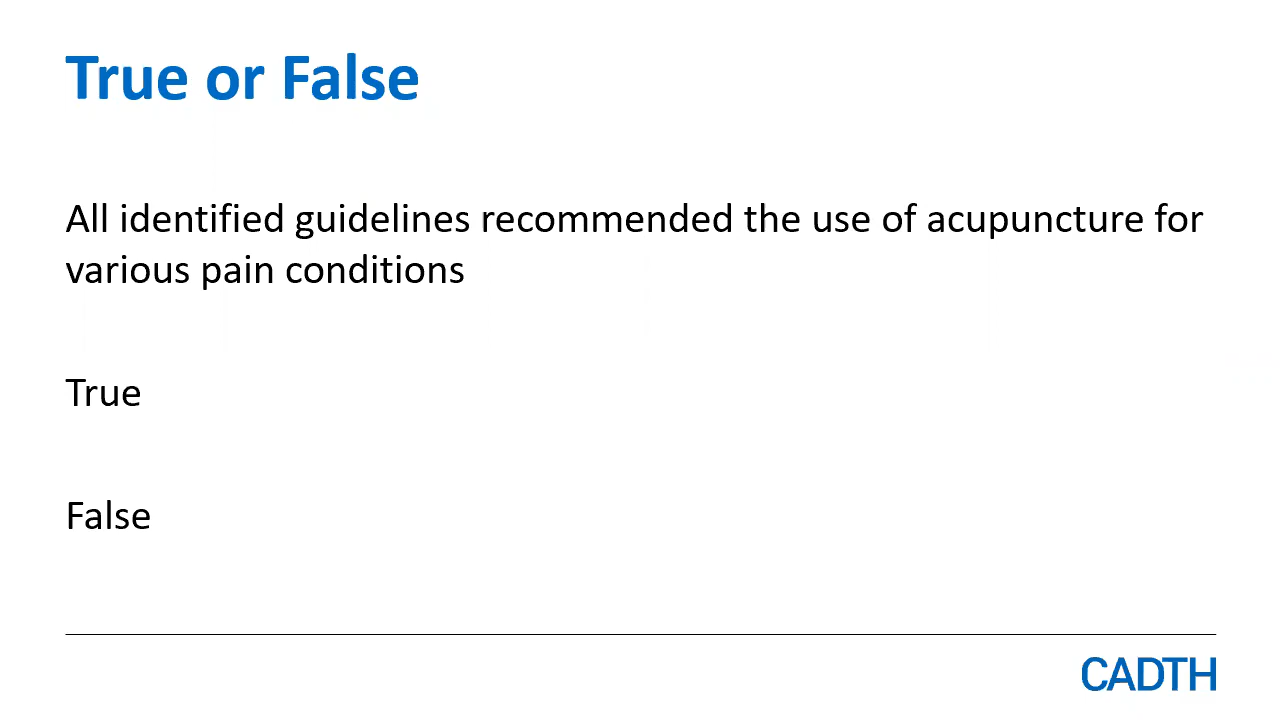 True or False
All identified guidelines recommended the use of acupuncture for
various pain conditions
True
False
CADTH